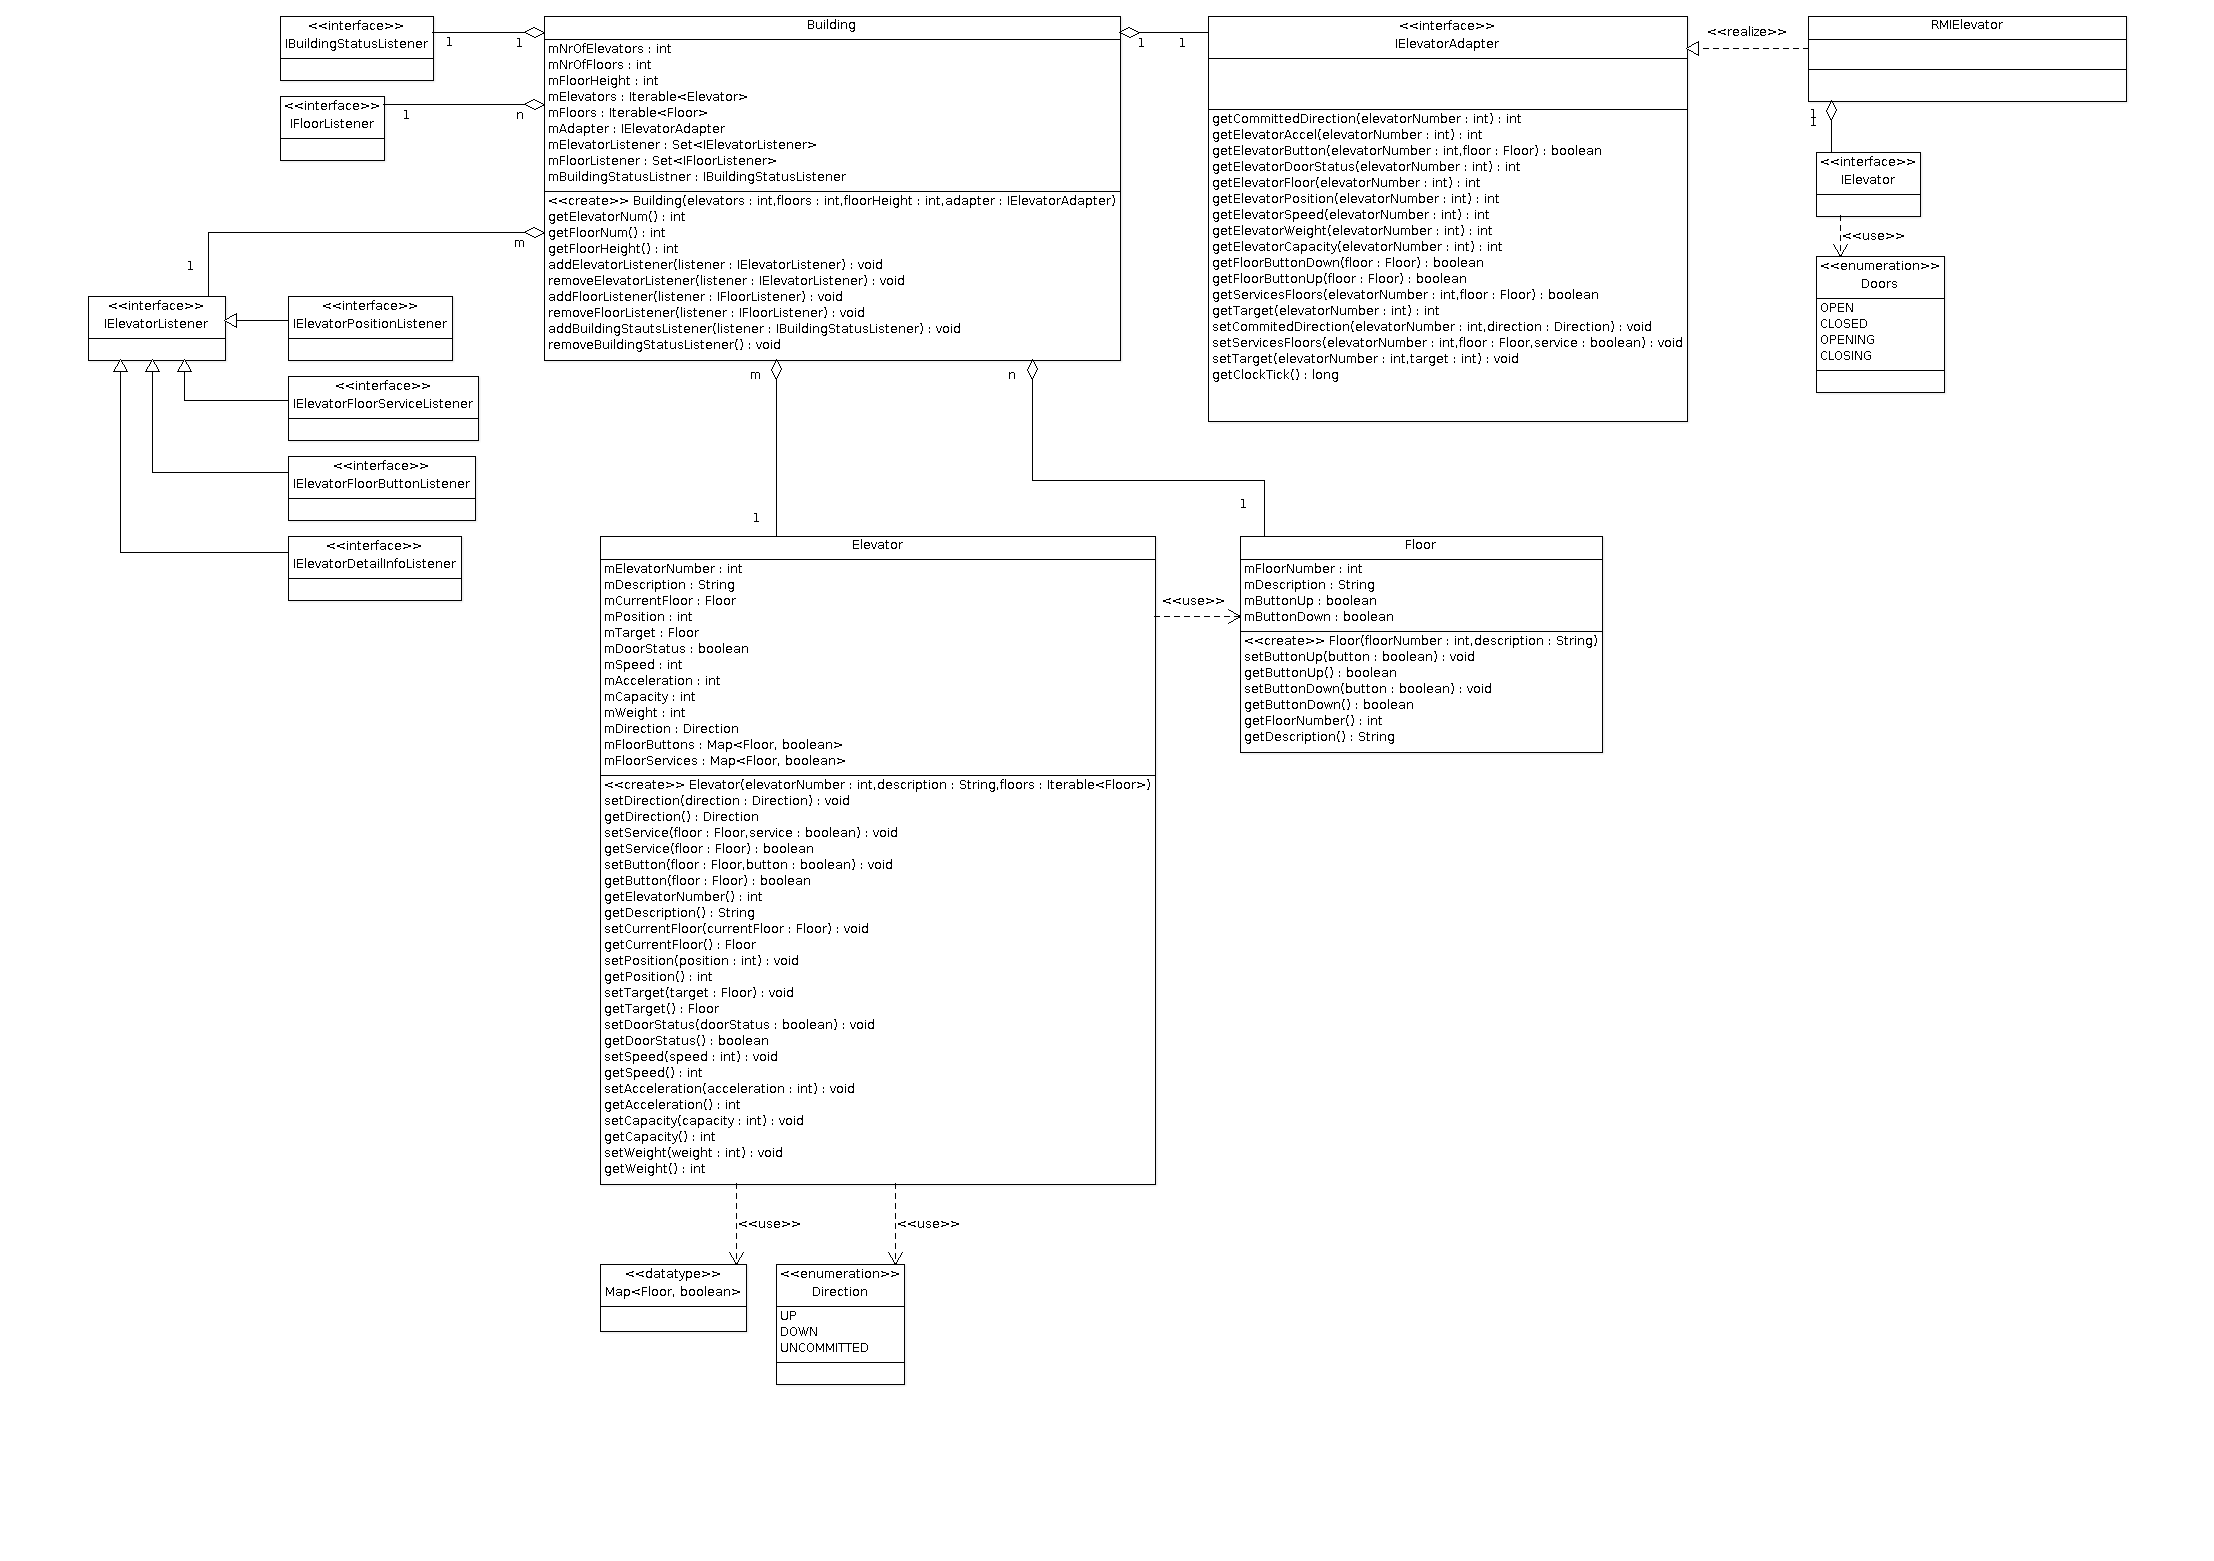 <<interface>>
IBuildingStatusListener
1
1
<<interface>>
IFloorListener
1
n
Building
mNrOfElevators : int
mNrOfFloors : int
mFloorHeight : int
mElevators : Iterable<Elevator>
mFloors : Iterable<Floor>
mAdapter : IElevatorAdapter
mElevatorListener : Set<IElevatorListener>
mFloorListener : Set<IFloorListener>
mBuildingStatusListner : IBuildingStatusListener
<<create>> Building(elevators : int,floors : int,floorHeight : int,adapter : IElevatorAdapter)
getElevatorNum() : int
getFloorNum() : int
getFloorHeight() : int
addElevatorListener(listener : IElevatorListener) : void
removeElevatorListener(listener : IElevatorListener) : void
addFloorListener(listener : IFloorListener) : void
removeFloorListener(listener : IFloorListener) : void
addBuildingStautsListener(listener : IBuildingStatusListener) : void
removeBuildingStatusListener() : void
1
1
<<interface>>
IElevatorAdapter
getCommittedDirection(elevatorNumber : int) : int
getElevatorAccel(elevatorNumber : int) : int
getElevatorButton(elevatorNumber : int,floor : Floor) : boolean
getElevatorDoorStatus(elevatorNumber : int) : int
getElevatorFloor(elevatorNumber : int) : int
getElevatorPosition(elevatorNumber : int) : int
getElevatorSpeed(elevatorNumber : int) : int
getElevatorWeight(elevatorNumber : int) : int
getElevatorCapacity(elevatorNumber : int) : int
getFloorButtonDown(floor : Floor) : boolean
getFloorButtonUp(floor : Floor) : boolean
getServicesFloors(elevatorNumber : int,floor : Floor) : boolean
getTarget(elevatorNumber : int) : int
setCommitedDirection(elevatorNumber : int,direction : Direction) : void
setServicesFloors(elevatorNumber : int,floor : Floor,service : boolean) : void
setTarget(elevatorNumber : int,target : int) : void
getClockTick() : long
<<realize>>
RMIElevator
1
1
<<interface>>
IElevator
<<use>>
<<enumeration>>
Doors
OPEN
CLOSED
OPENING
CLOSING
m
1
<<interface>>
IElevatorListener
<<interface>>
IElevatorPositionListener
<<interface>>
IElevatorFloorServiceListener
<<interface>>
IElevatorFloorButtonListener
<<interface>>
IElevatorDetailInfoListener
m
1
n
1
Elevator
mElevatorNumber : int
mDescription : String
mCurrentFloor : Floor
mPosition : int
mTarget : Floor
mDoorStatus : boolean
mSpeed : int
mAcceleration : int
mCapacity : int
mWeight : int
mDirection : Direction
mFloorButtons : Map<Floor, boolean>
mFloorServices : Map<Floor, boolean>
<<create>> Elevator(elevatorNumber : int,description : String,floors : Iterable<Floor>)
setDirection(direction : Direction) : void
getDirection() : Direction
setService(floor : Floor,service : boolean) : void
getService(floor : Floor) : boolean
setButton(floor : Floor,button : boolean) : void
getButton(floor : Floor) : boolean
getElevatorNumber() : int
getDescription() : String
setCurrentFloor(currentFloor : Floor) : void
getCurrentFloor() : Floor
setPosition(position : int) : void
getPosition() : int
setTarget(target : Floor) : void
getTarget() : Floor
setDoorStatus(doorStatus : boolean) : void
getDoorStatus() : boolean
setSpeed(speed : int) : void
getSpeed() : int
setAcceleration(acceleration : int) : void
getAcceleration() : int
setCapacity(capacity : int) : void
getCapacity() : int
setWeight(weight : int) : void
getWeight() : int
<<use>>
Floor
mFloorNumber : int
mDescription : String
mButtonUp : boolean
mButtonDown : boolean
<<create>> Floor(floorNumber : int,description : String)
setButtonUp(button : boolean) : void
getButtonUp() : boolean
setButtonDown(button : boolean) : void
getButtonDown() : boolean
getFloorNumber() : int
getDescription() : String
<<use>>
<<use>>
<<datatype>>
Map<Floor, boolean>
<<enumeration>>
Direction
UP
DOWN
UNCOMMITTED